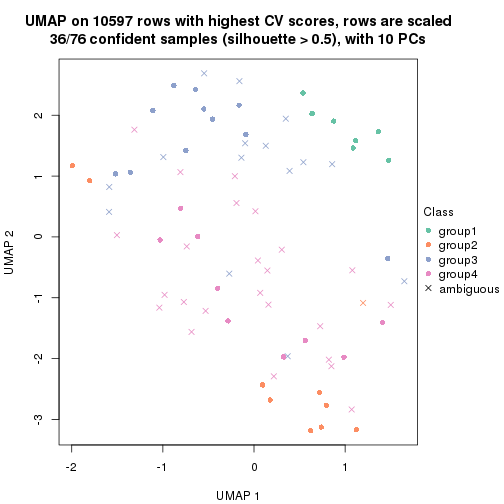 UMAP on 10597 rows with highest CV scores, rows are scaled
36/76 confident samples (silhouette > 0.5), with 10 PCs
2
1
0
-1
-2
-3
UMAP 2
-2
-1
0
1
UMAP 1
Class
group1
group2
group3
group4
ambiguous